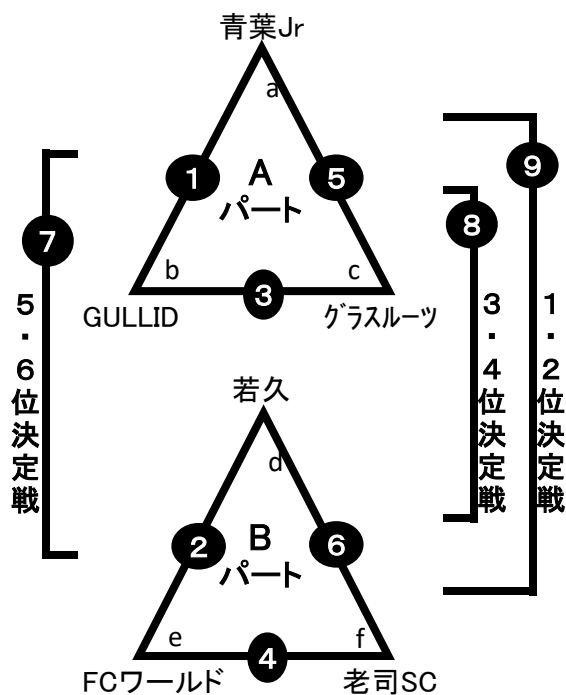 青葉Jr
a
1
A
パート
5
b
c
3
GULLID
グラスルーツ
7
5・6位決定戦
9
8
3・4位決定戦
1・2位決定戦
若久
d
2
B
パート
6
e
f
4
FCワールド
老司SC